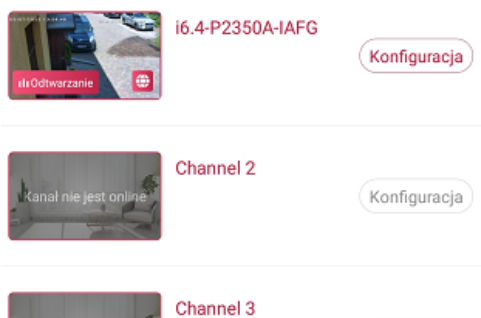 i6.4-P2350A-IAFG
Konfiguracja
Odtwarzanie
Channel 2
Kanał nie jest online
Konfiguracja
Channel 3